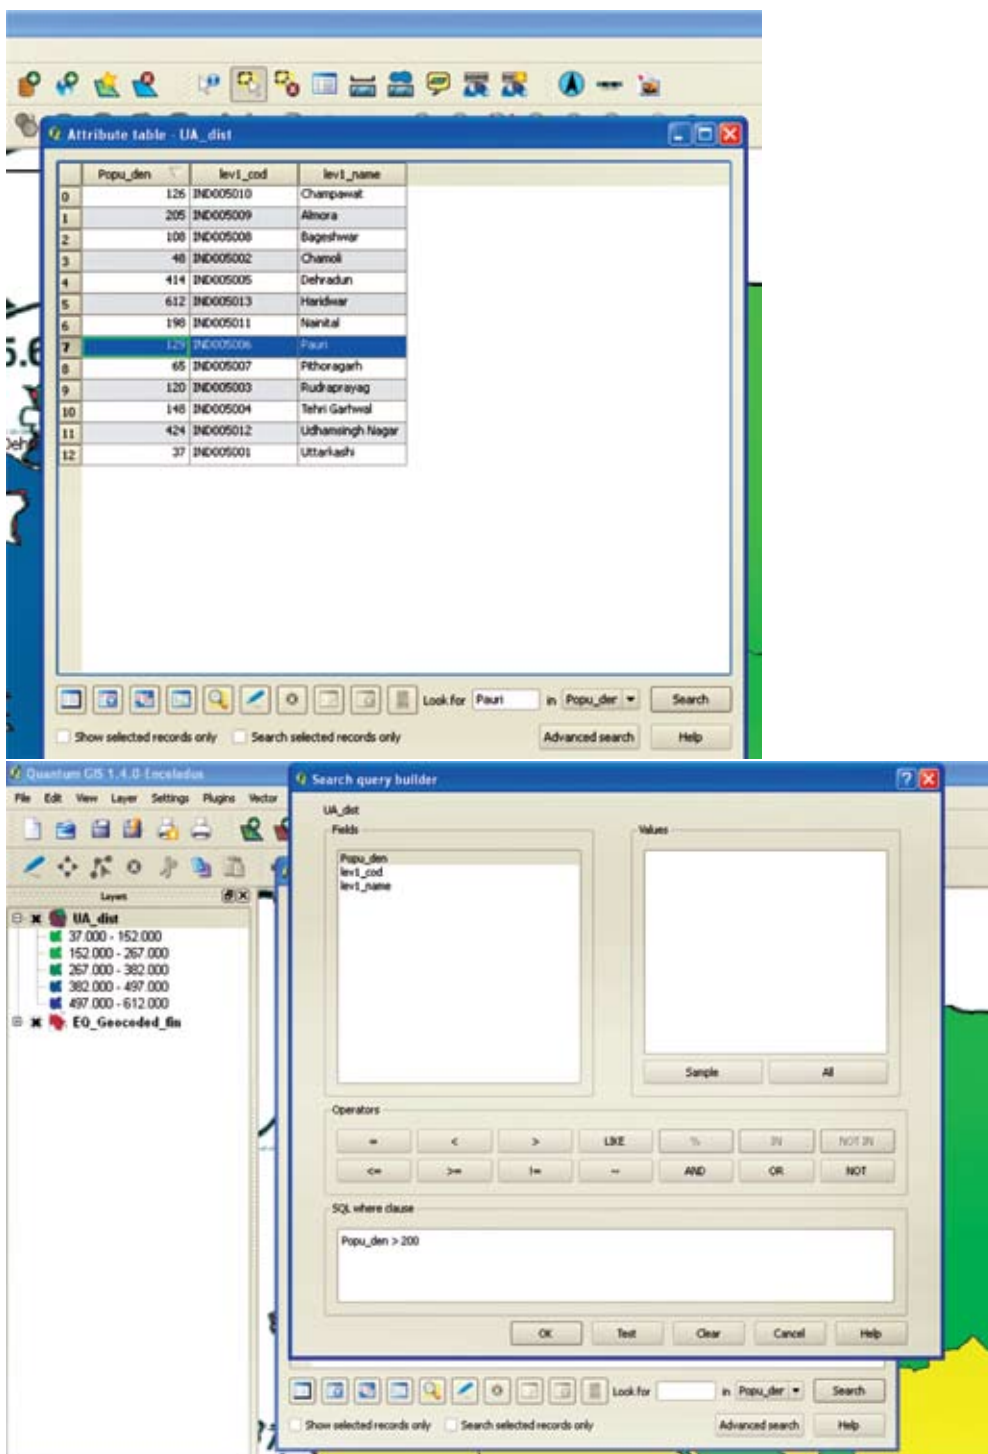 Attribute table - UA_dist
Popu_den lev1_cod lev1_name
0 126 IND005010 Champawat
1 205 IND005009 Almora
2 108 IND005008 Bageshwar
3 48 IND005002 Chamoli
4 414 IND005005 Dehradun
5 612 IND005013 Haridwar
6 198 IND005011 Nainital
7 129 IND005006 Pauri
8 65 IND005007 Pithoragarh
9 120 IND005003 Rudraprayag
10 148 IND005004 Tehri Garhwal
11 424 IND005012 Udhamsingh Nagar
12 37 IND005001 Uttarkashi
Look for Pauri in Popu_der Search
Show selected records only Search selected records only Advanced search Help
Quantum GIS 1.4.0-Enceladus
File Edit View Layer Settings Plugins Vector
Layers
UA_dist
37.000 - 152.000
152.000 - 267.000
267.000 - 382.000
382.000 - 497.000
497.000 - 612.000
EQ_Geocoded_fin
Search query builder
UA_dist
Fields Values
Popu_den
lev1_cod
lev1_name
Sample All
Operators
= < > LIKE % IN NOT IN
<= >= != ~ AND OR NOT
SQL where clause
Popu_den > 200
OK Test Clear Cancel Help
Look for in Popu_der Search
Show selected records only Search selected records only Advanced search Help